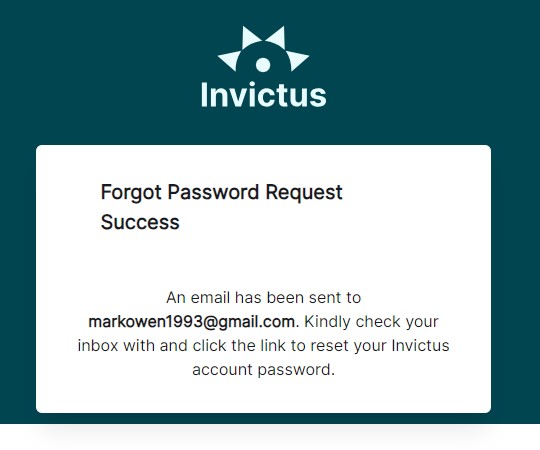 Invictus
Forgot Password Request
Success
An email has been sent to
markowen1993@gmail.com. Kindly check your
inbox with and click the link to reset your Invictus
account password.